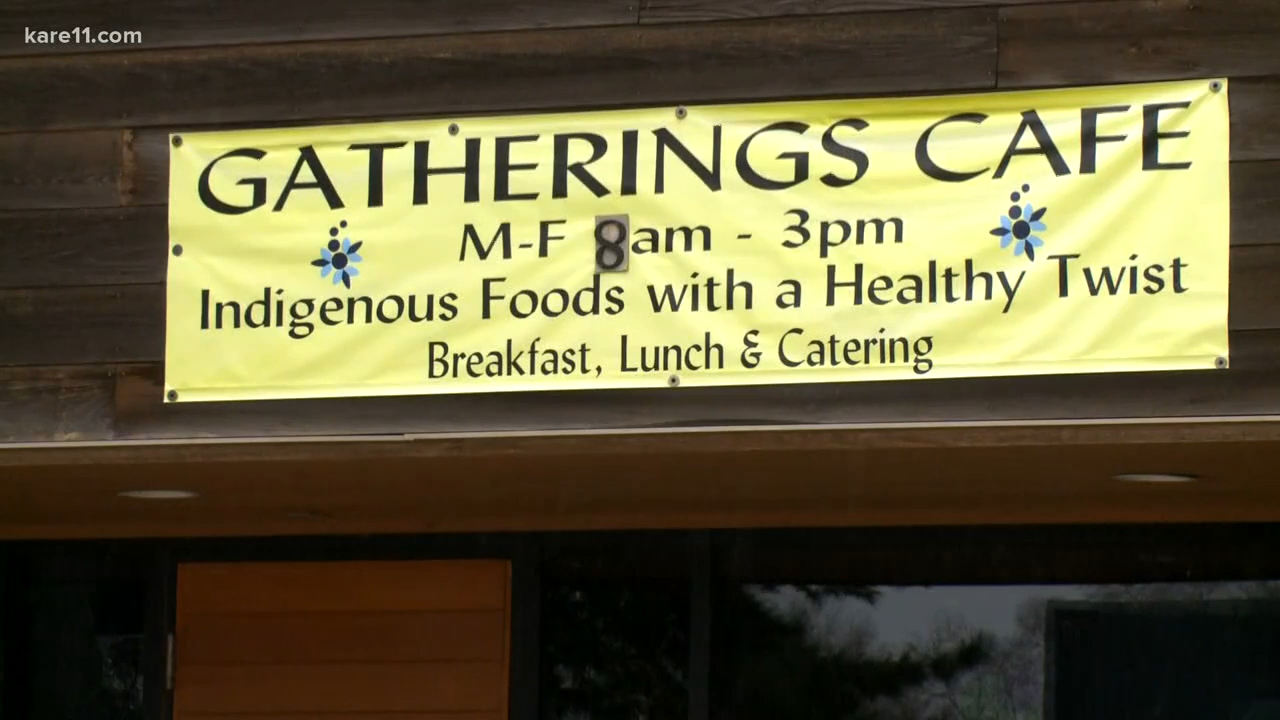 kare11.com
GATHERINGS CAFE
M-F 8am - 3pm
Indigenous Foods with a Healthy Twist
Breakfast, Lunch & Catering